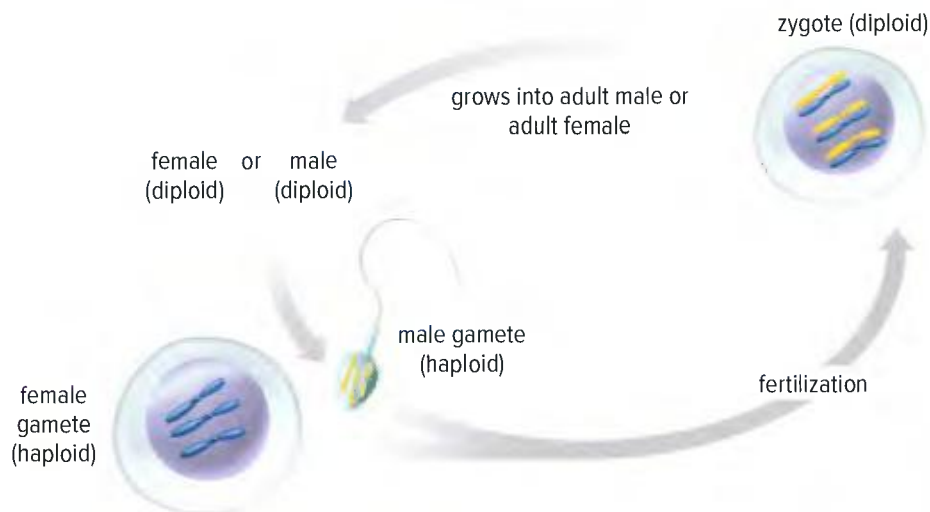 zygote (diploid)
grows into adult male or
adult female
female or male
(diploid) (diploid)
male gamete
(haploid)
female
gamete
(haploid)
fertilization